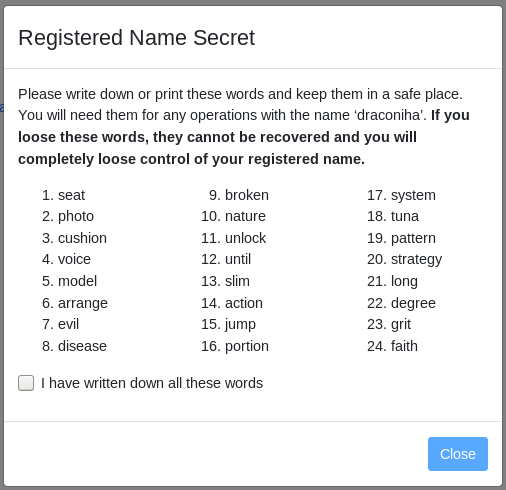 Registered Name Secret
Please write down or print these words and keep them in a safe place.
You will need them for any operations with the name ‘draconiha’. If you
loose these words, they cannot be recovered and you will
completely loose control of your registered name.
1. seat
2. photo
3. cushion
4. voice
5. model
6. arrange
7. evil
8. disease
9. broken
10. nature
11. unlock
12. until
13. slim
14. action
15. jump
16. portion
17. system
18. tuna
19. pattern
20. strategy
21. long
22. degree
23. grit
24. faith
I have written down all these words
Close